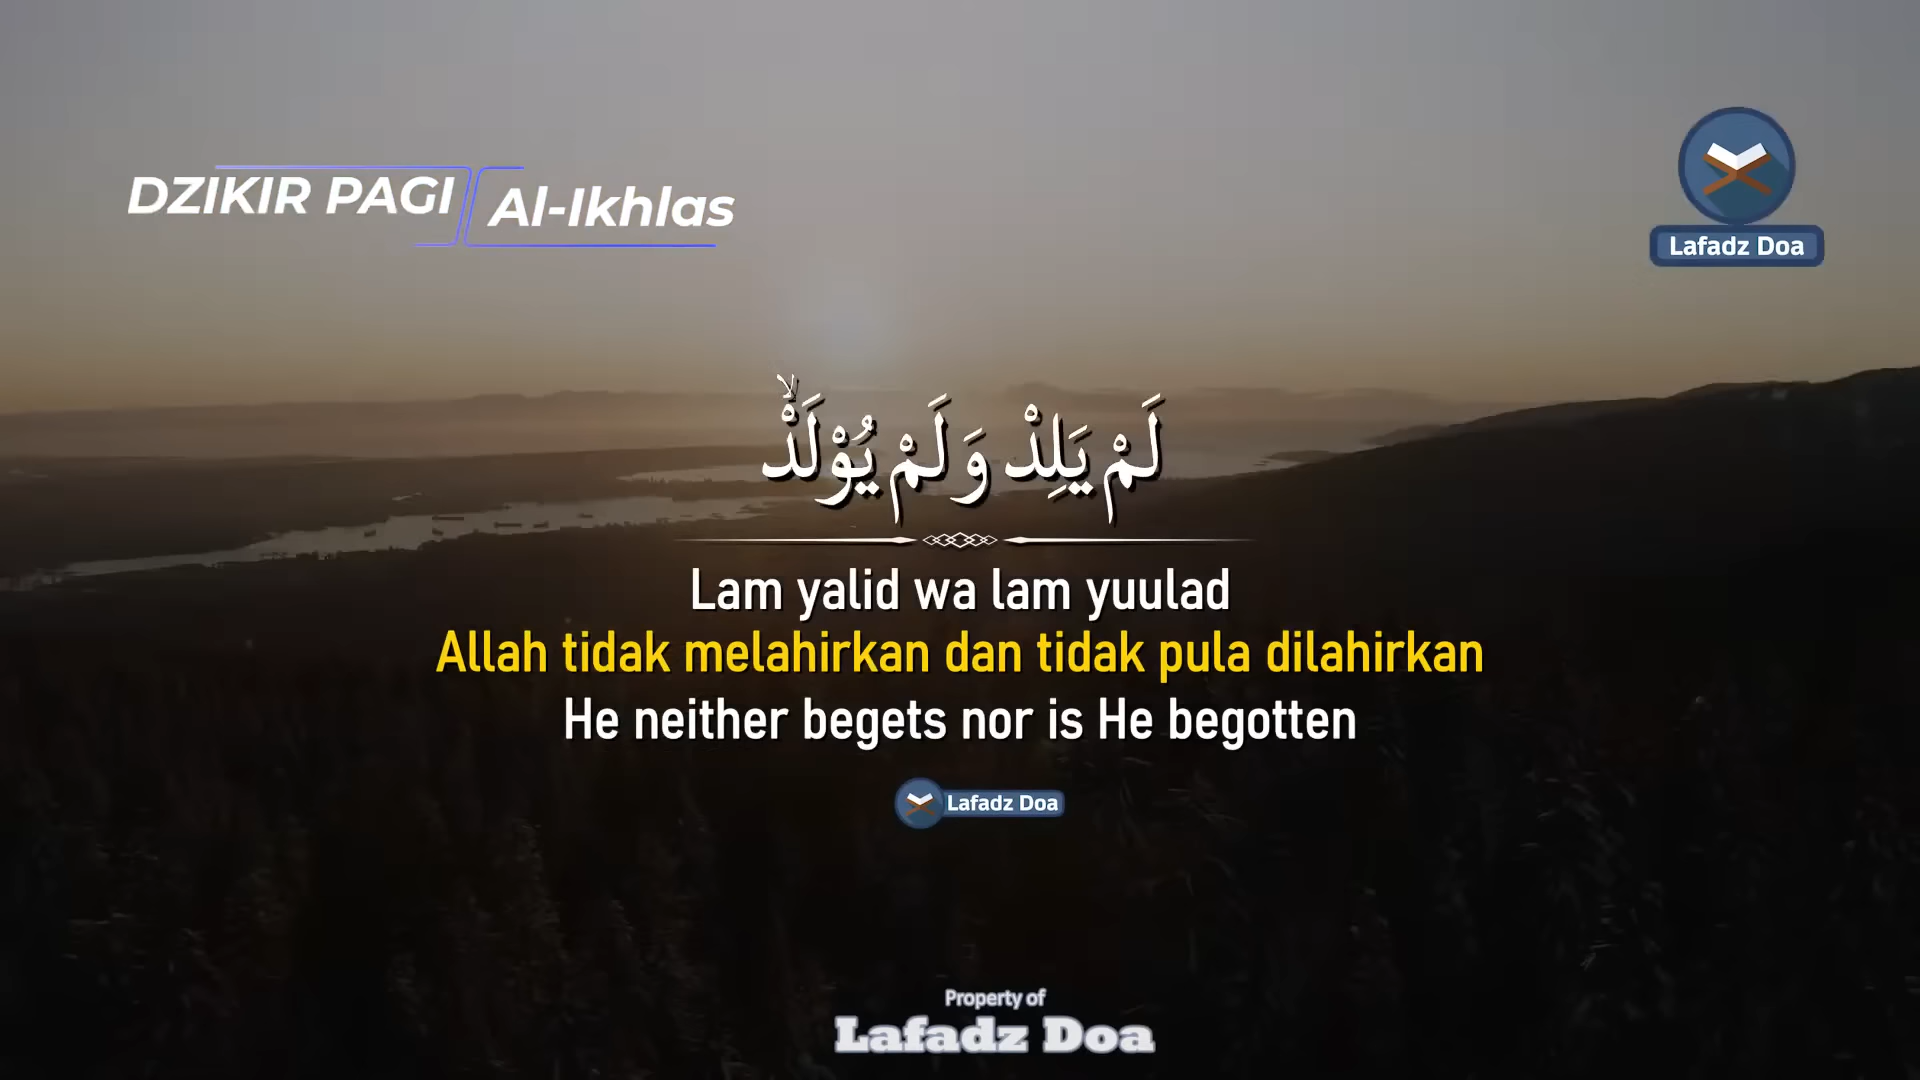 DZIKIR PAGI Al-Ikhlas
Lafadz Doa
لَمْ يَلِدْ وَلَمْ يُوْلَدْۙ
Lam yalid wa lam yuulad
Allah tidak melahirkan dan tidak pula dilahirkan
He neither begets nor is He begotten
Lafadz Doa
Property of
Lafadz Doa